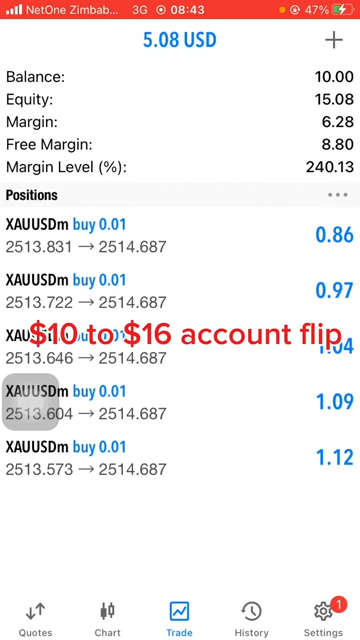 NetOne Zimbab... 3G 08:43 47%
5.08 USD
Balance: 10.00
Equity: 15.08
Margin: 6.28
Free Margin: 8.80
Margin Level (%): 240.13
Positions
XAUUSDm buy 0.01 0.86
2513.831 → 2514.687
XAUUSDm buy 0.01 0.97
2513.722 → 2514.687
$10 to $16 account flip
2513.646 → 2514.687
XAUUSDm buy 0.01 1.09
2513.604 → 2514.687
XAUUSDm buy 0.01 1.12
2513.573 → 2514.687
Quotes Chart Trade History Settings
1